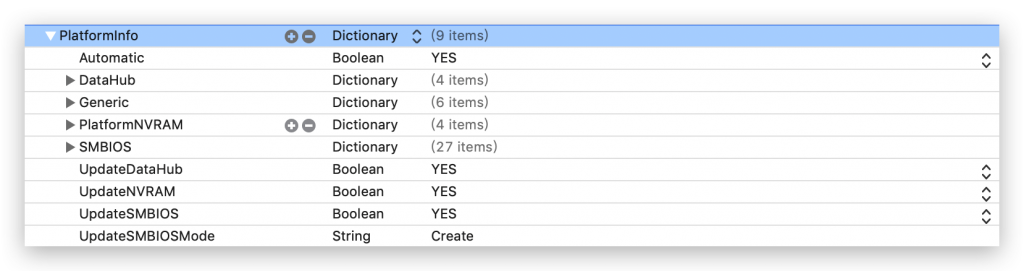 PlatformInfo Dictionary (9 items)
Automatic Boolean YES
DataHub Dictionary (4 items)
Generic Dictionary (6 items)
PlatformNVRAM Dictionary (4 items)
SMBIOS Dictionary (27 items)
UpdateDataHub Boolean YES
UpdateNVRAM Boolean YES
UpdateSMBIOS Boolean YES
UpdateSMBIOSMode String Create